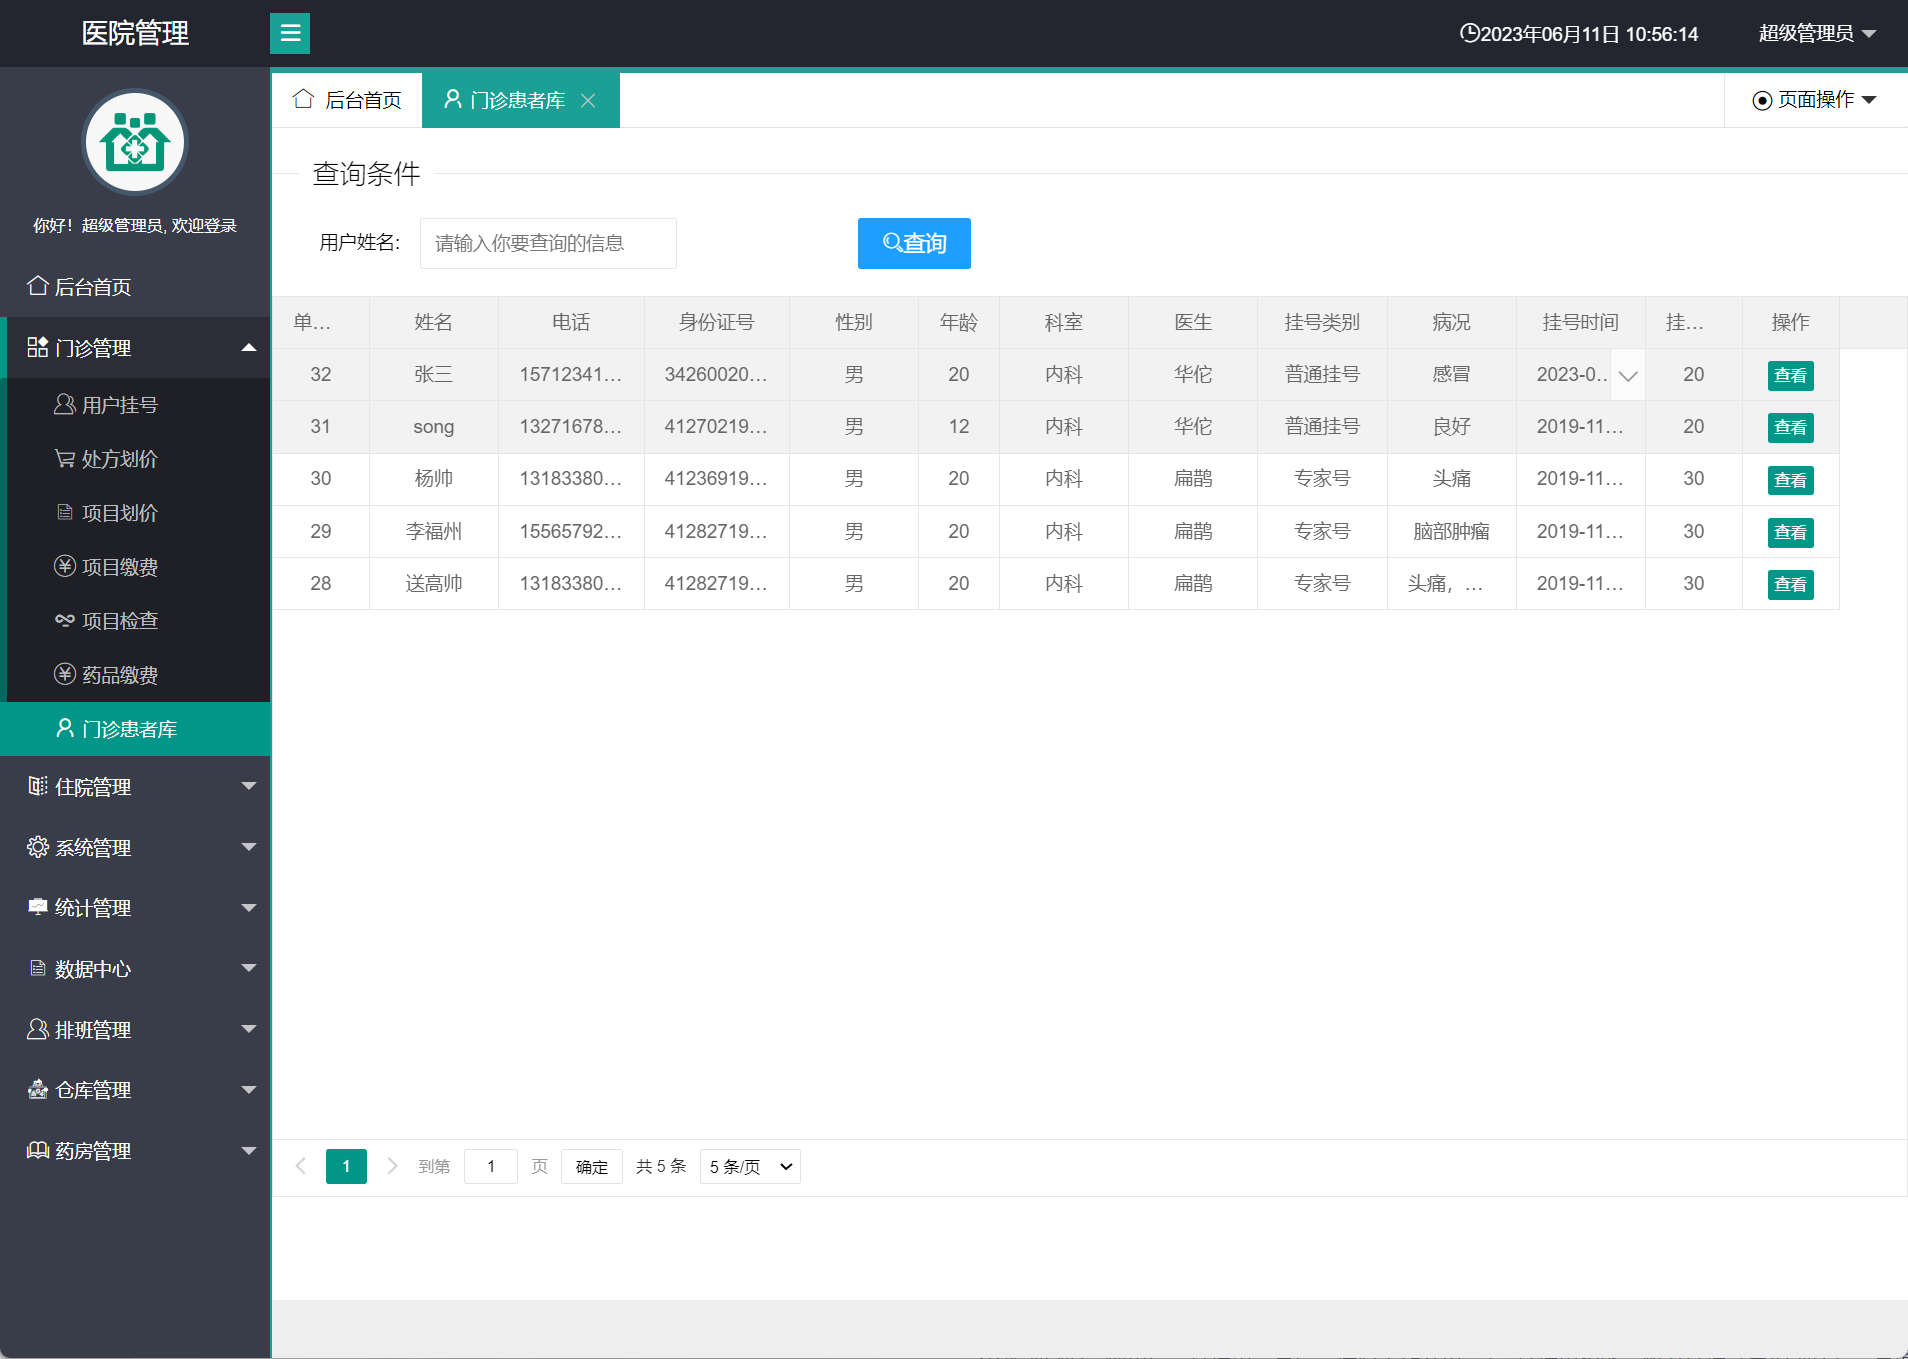 医院管理
2023年06月11日 10:56:14
超级管理员
后台首页
门诊患者库
页面操作
你好！超级管理员, 欢迎登录
后台首页
门诊管理
用户挂号
处方划价
项目划价
项目缴费
项目检查
药品缴费
门诊患者库
住院管理
系统管理
统计管理
数据中心
排班管理
仓库管理
药房管理
查询条件
用户姓名:
请输入你要查询的信息
查询
单... 姓名 电话 身份证号 性别 年龄 科室 医生 挂号类别 病况 挂号时间 挂... 操作
32 张三 15712341... 34260020... 男 20 内科 华佗 普通挂号 感冒 2023-0.. 20 查看
31 song 13271678... 41270219... 男 12 内科 华佗 普通挂号 良好 2019-11... 20 查看
30 杨帅 13183380... 41236919... 男 20 内科 扁鹊 专家号 头痛 2019-11... 30 查看
29 李福州 15565792... 41282719... 男 20 内科 扁鹊 专家号 脑部肿瘤 2019-11... 30 查看
28 送高帅 13183380... 41282719... 男 20 内科 扁鹊 专家号 头痛，... 2019-11... 30 查看
1 到第 1 页 确定 共 5 条 5 条/页